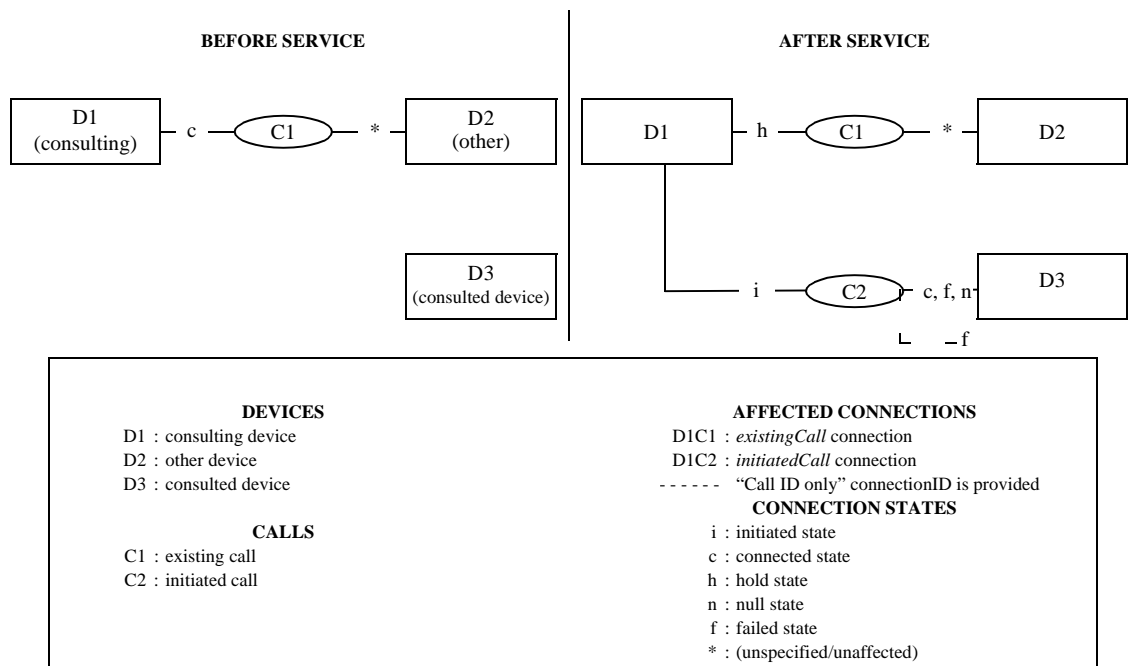 BEFORE SERVICE
AFTER SERVICE
D1
(consulting)
c
C1
*
D2
(other)
D1
h
C1
*
D2
D3
(consulted device)
i
C2
c, f, n
D3
f
DEVICES
D1 : consulting device
D2 : other device
D3 : consulted device
CALLS
C1 : existing call
C2 : initiated call
AFFECTED CONNECTIONS
D1C1 : existingCall connection
D1C2 : initiatedCall connection
- - - - - - “Call ID only” connectionID is provided
CONNECTION STATES
i : initiated state
c : connected state
h : hold state
n : null state
f : failed state
* : (unspecified/unaffected)